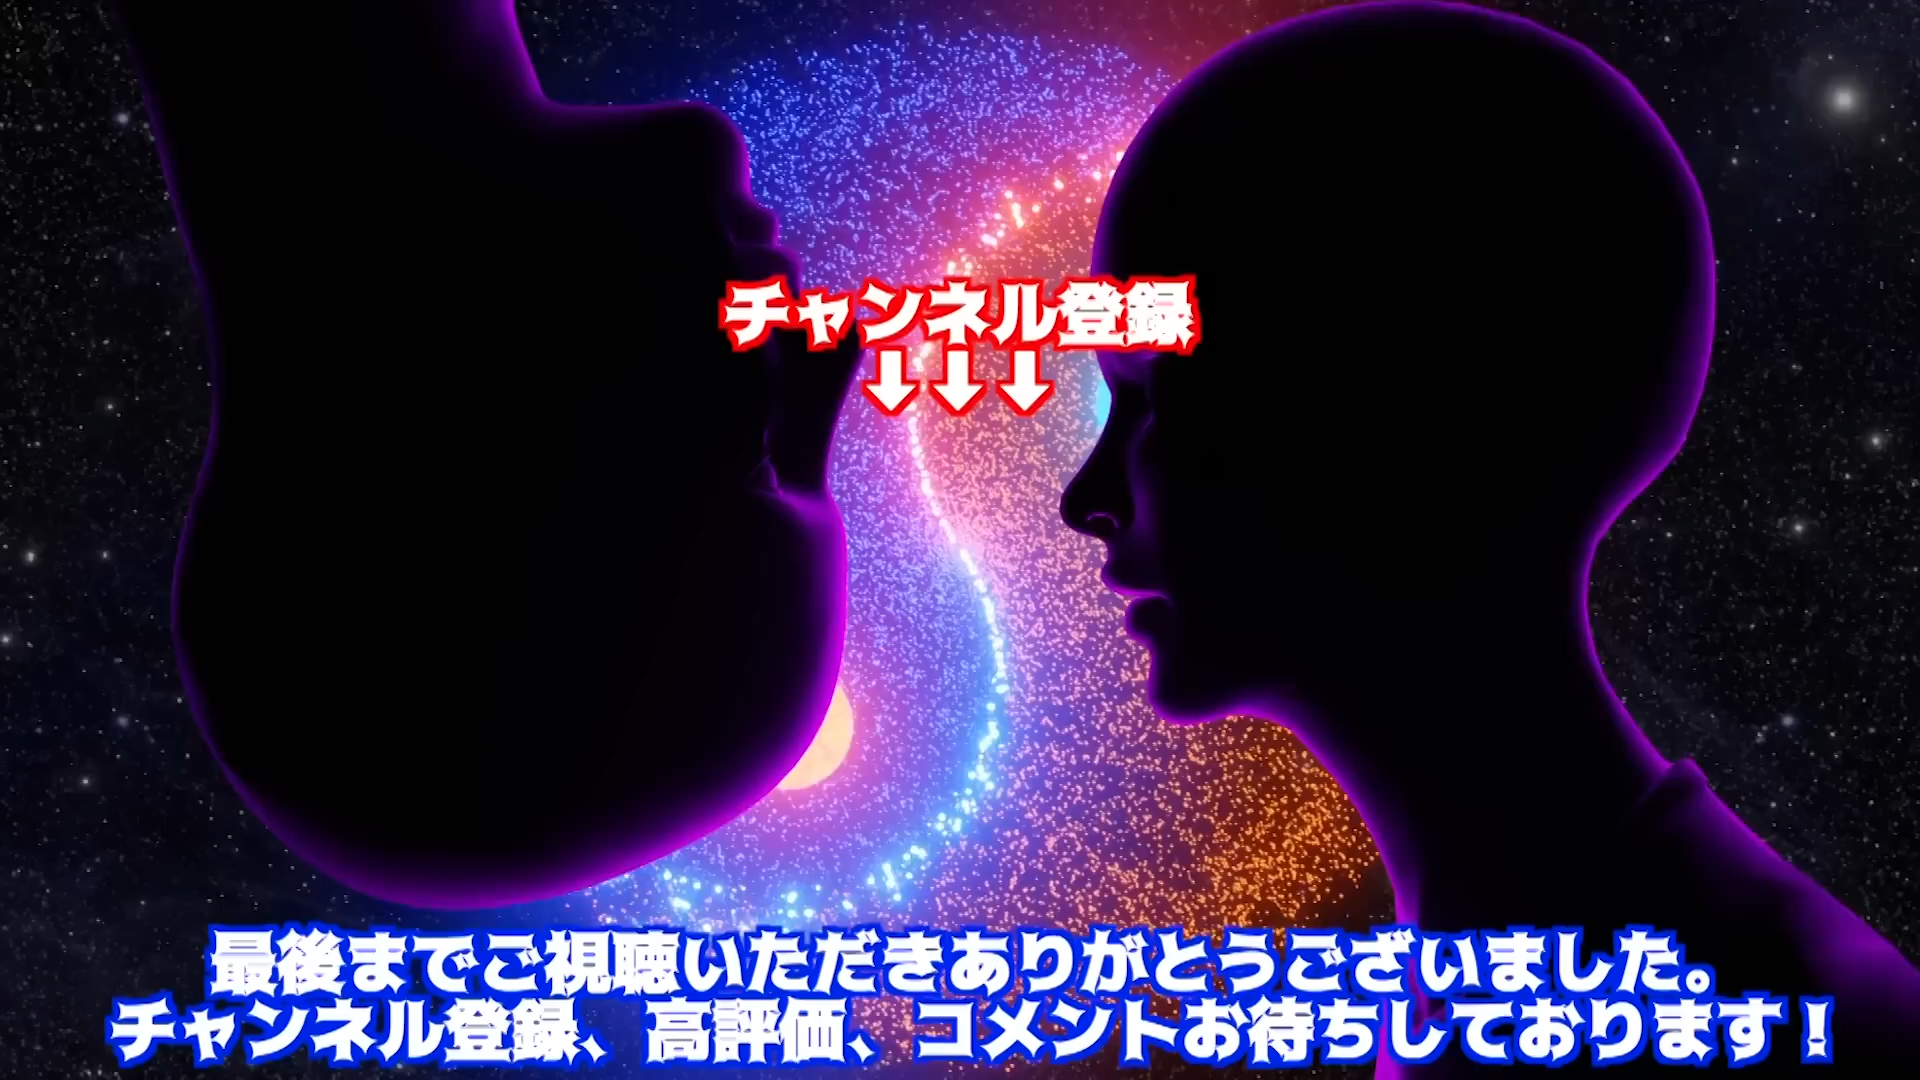 チャンネル登録
↓↓↓
最後までご視聴いただきありがとうございました。
チャンネル登録、高評価、コメントお待ちしております！